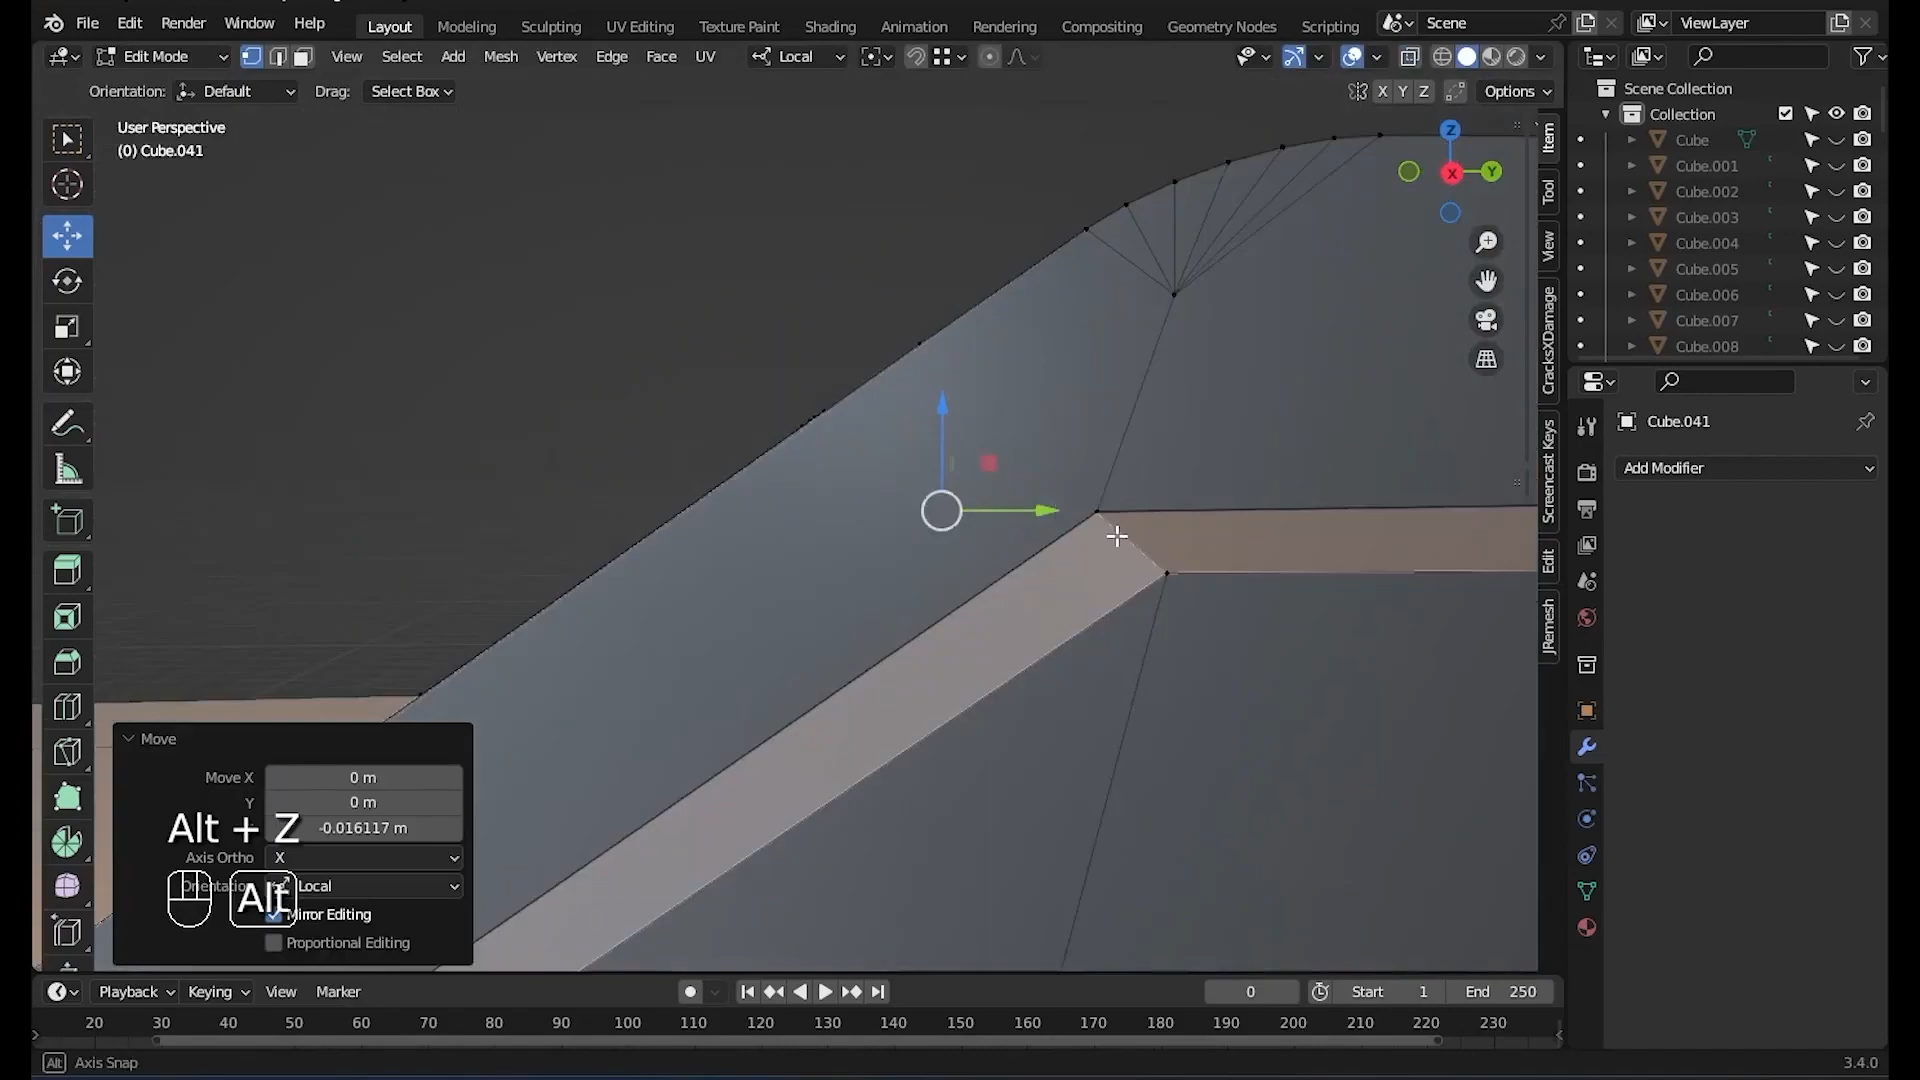 File Edit Render Window Help Layout Modeling Sculpting UV Editing Texture Paint Shading Animation Rendering Compositing Geometry Nodes Scripting Scene ViewLayer
Edit Mode View Select Add Mesh Vertex Edge Face UV Local
Orientation: Default Drag: Select Box X Y Z Options
User Perspective
(0) Cube.041
Z
X
Y
Item
Tool
View
CracksXDamage
Screencast Keys
Edit
JRemesh
Scene Collection
Collection
Cube
Cube.001
Cube.002
Cube.003
Cube.004
Cube.005
Cube.006
Cube.007
Cube.008
Cube.041
Add Modifier
Move
Move X 0 m
Y 0 m
Alt + Z -0.016117 m
Axis Ortho X
Local
Alt
Mirror Editing
Proportional Editing
Playback Keying View Marker 0 Start 1 End 250
20 30 40 50 60 70 80 90 100 110 120 130 140 150 160 170 180 190 200 210 220 230
Alt Axis Snap 3.4.0